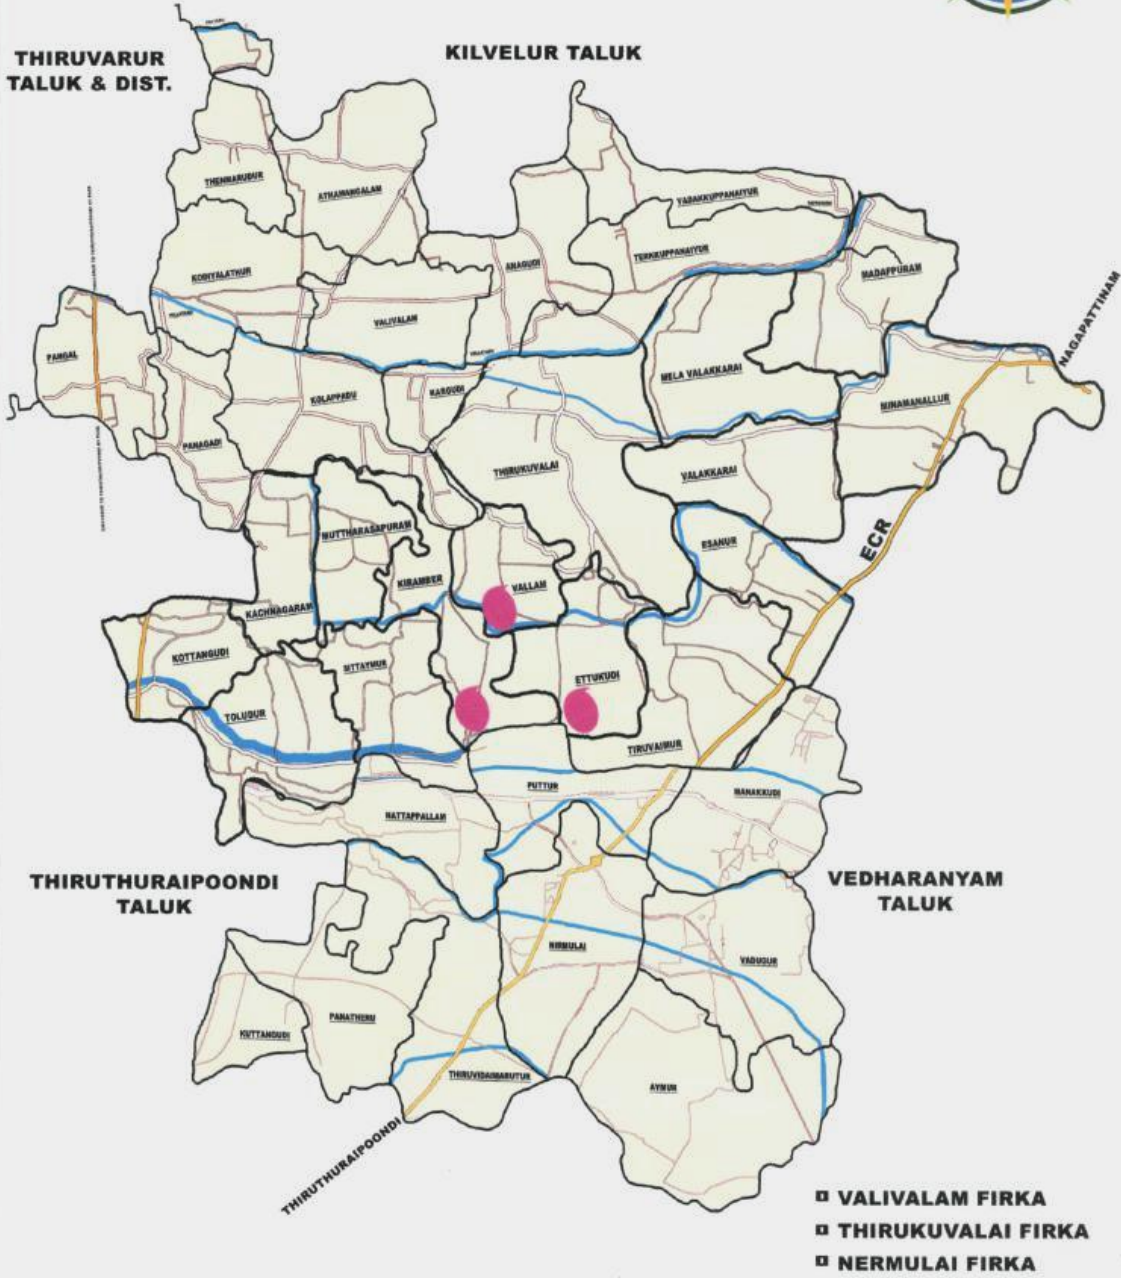 THIRUVARUR
TALUK & DIST.
KILVELUR TALUK
THENMARUDUR
ATHAMANGALAM
VADAKKUPPANAIYUR
TERKKUPPANAIYUR
KODIYALATHUR
ANAGUDI
MADAPPURAM
VALIVALAM
NAGAPATTINAM
PANGAL
MELA VALAKKARAI
KOLAPPADU
KARGUDI
MINAMANALLUR
PANAGADI
THIRUKUVALAI
VALAKKARAI
MUTTHARASAPURAM
ESANUR
ECR
KIRAMBER
VALLAM
KACHNAGARAM
KOTTANGUDI
SITTAYMUR
ETTUKUDI
TOLUDUR
TIRUVAIMUR
PUTTUR
MANAKKUDI
NATTAPPALLAM
THIRUTHURAIPOONDI
TALUK
VEDHARANYAM
TALUK
NIRMULAI
VADUGUR
PANATHERU
KUTTANGUDI
THIRUVIDAIMARUTUR
AYMUR
THIRUTHURAIPOONDI
VALIVALAM FIRKA
THIRUKUVALAI FIRKA
NERMULAI FIRKA